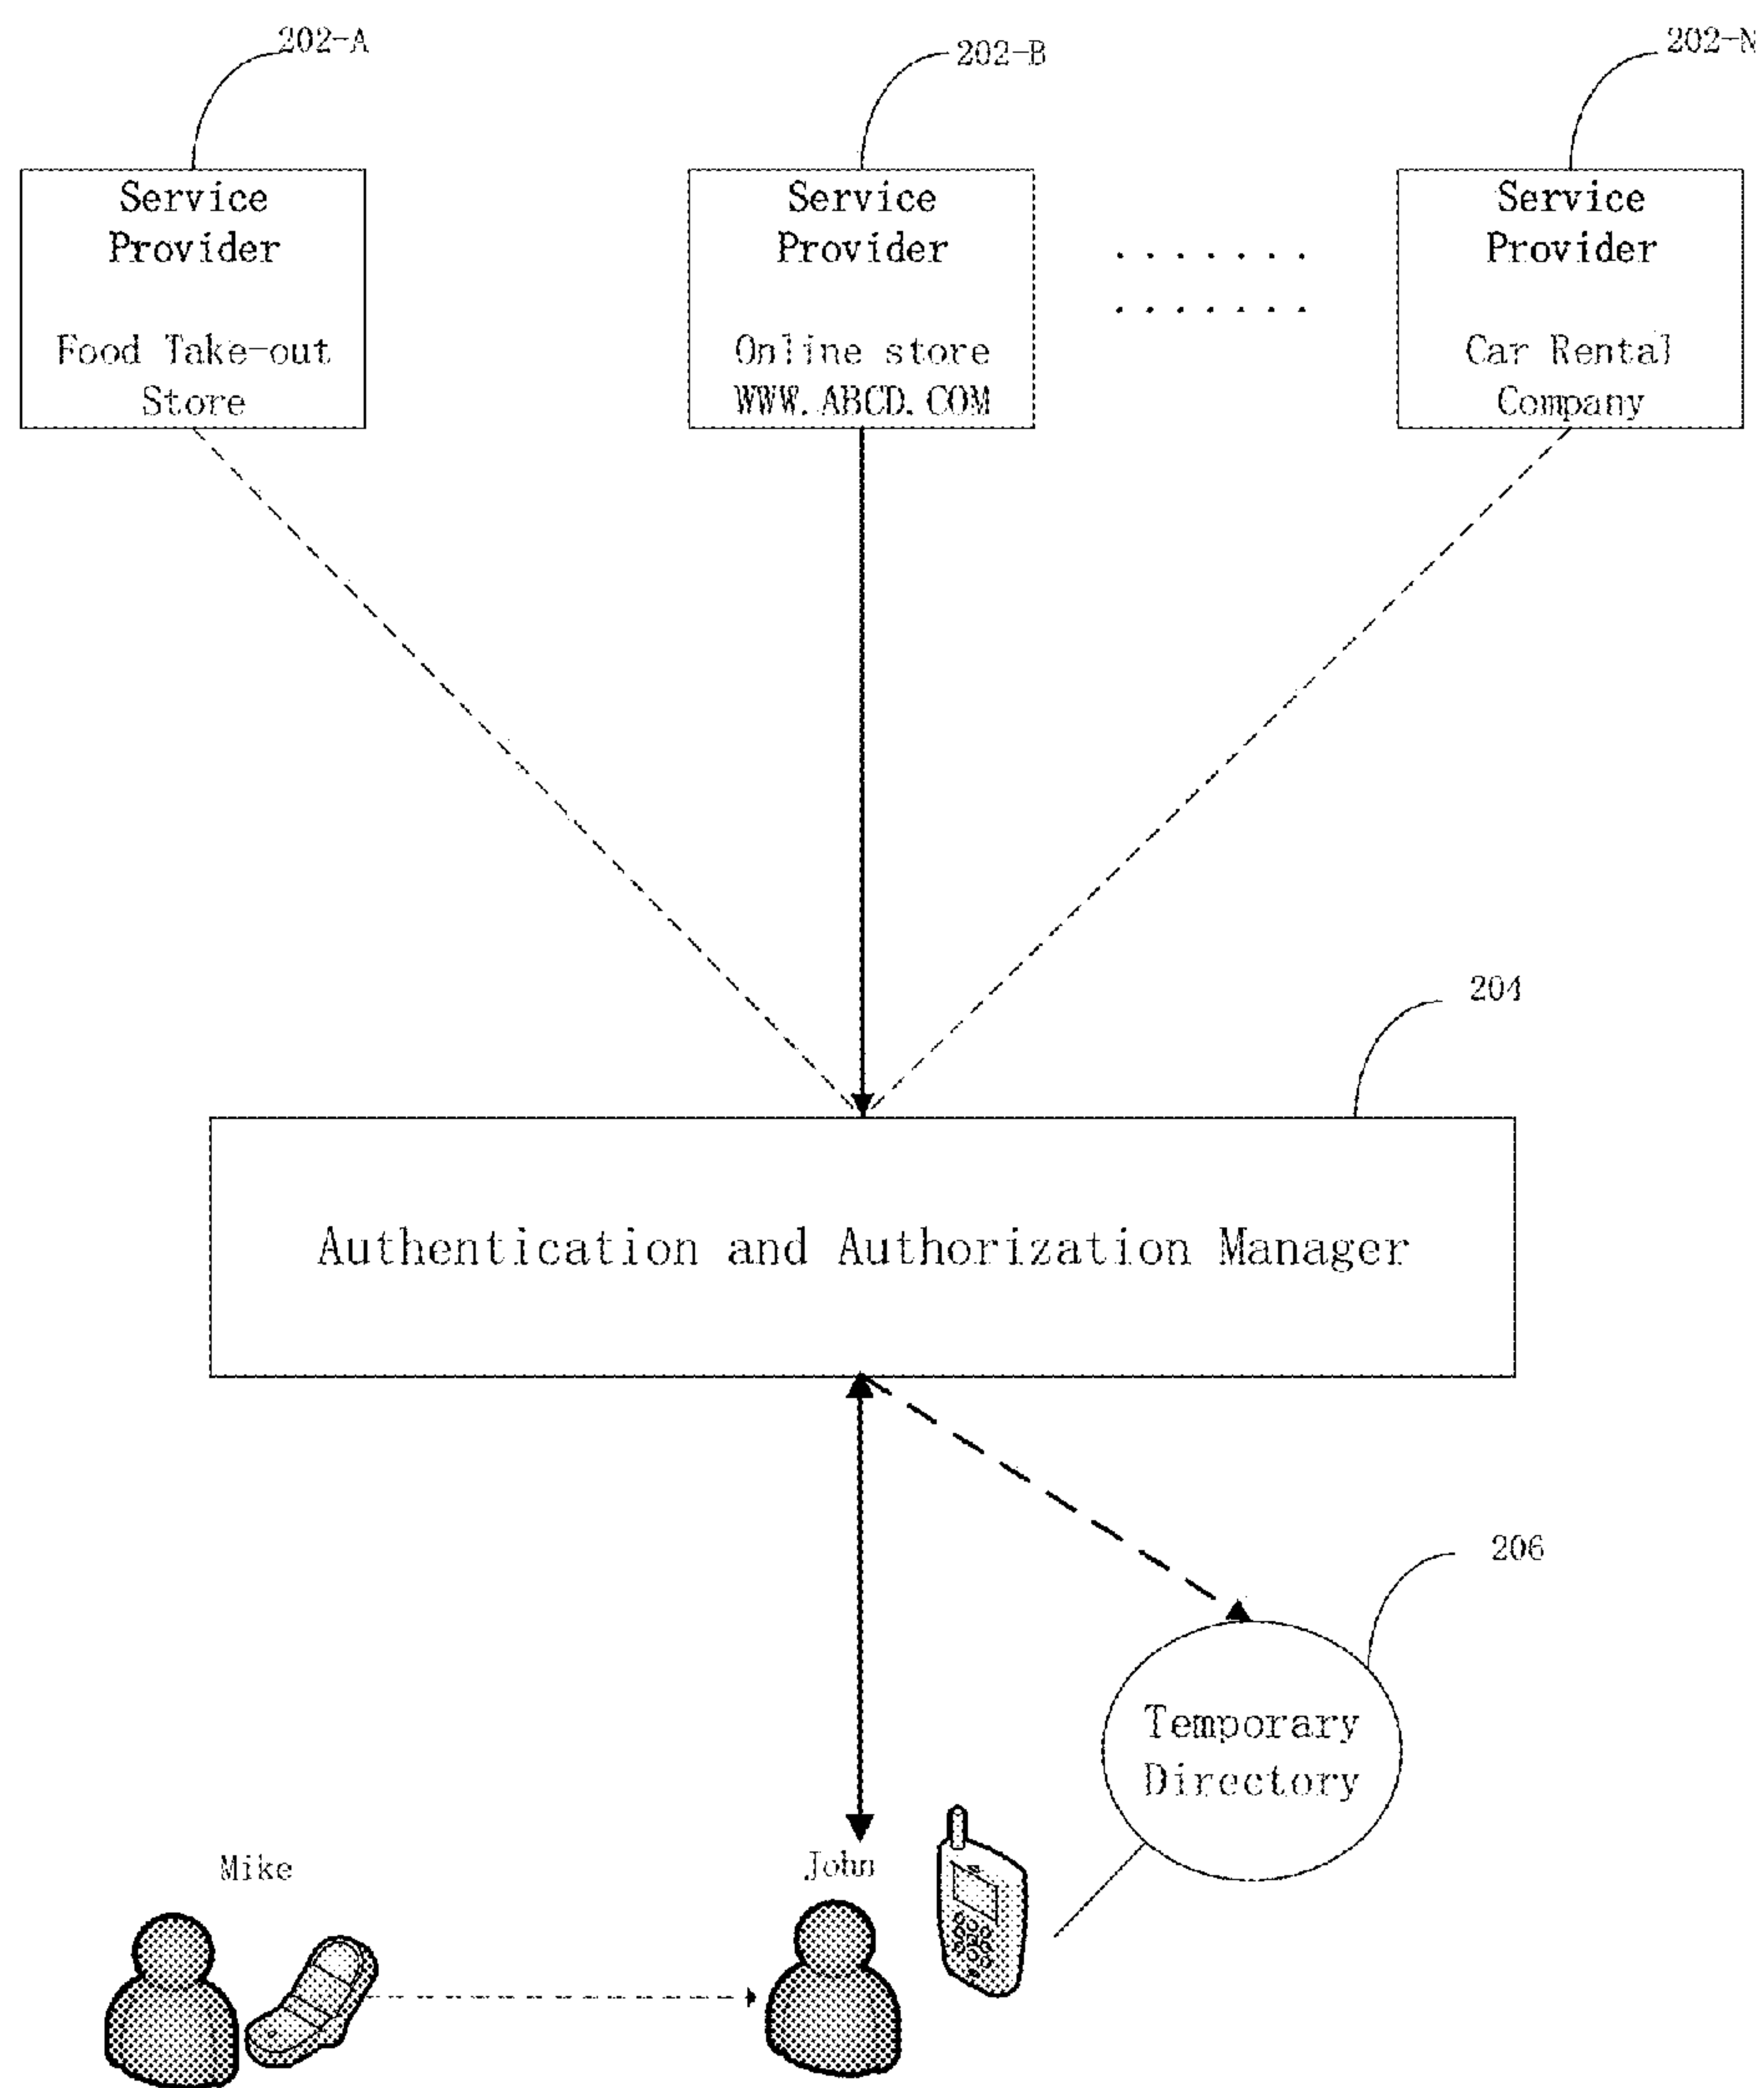 202-A
202-B
202-N
Service
Provider
Food Take-out
Store
Service
Provider
Online store
WWW.ABCD.COM
Service
Provider
Car Rental
Company
204
Authentication and Authorization Manager
206
Temporary
Directory
Mike
John